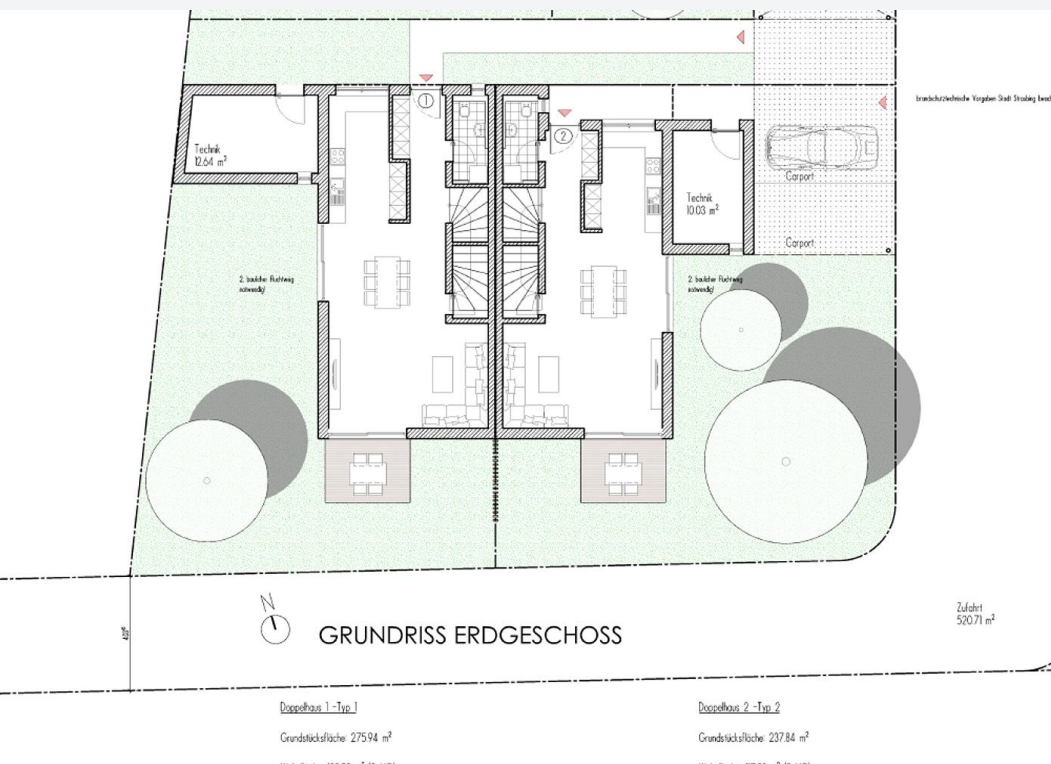 1
brandschutztechnische Vorgaben Stadt Straubing
2
Technik
12.64 m²
Carport
Technik
10.03 m²
Carport
2. baulicher Fluchtweg
notwendig!
2. baulicher Fluchtweg
notwendig!
N
GRUNDRISS ERDGESCHOSS
Zufahrt
520.71 m²
Doppelhaus 1 -Typ 1
Doppelhaus 2 -Typ 2
Grundstücksfläche: 275.94 m²
Grundstücksfläche: 237.84 m²